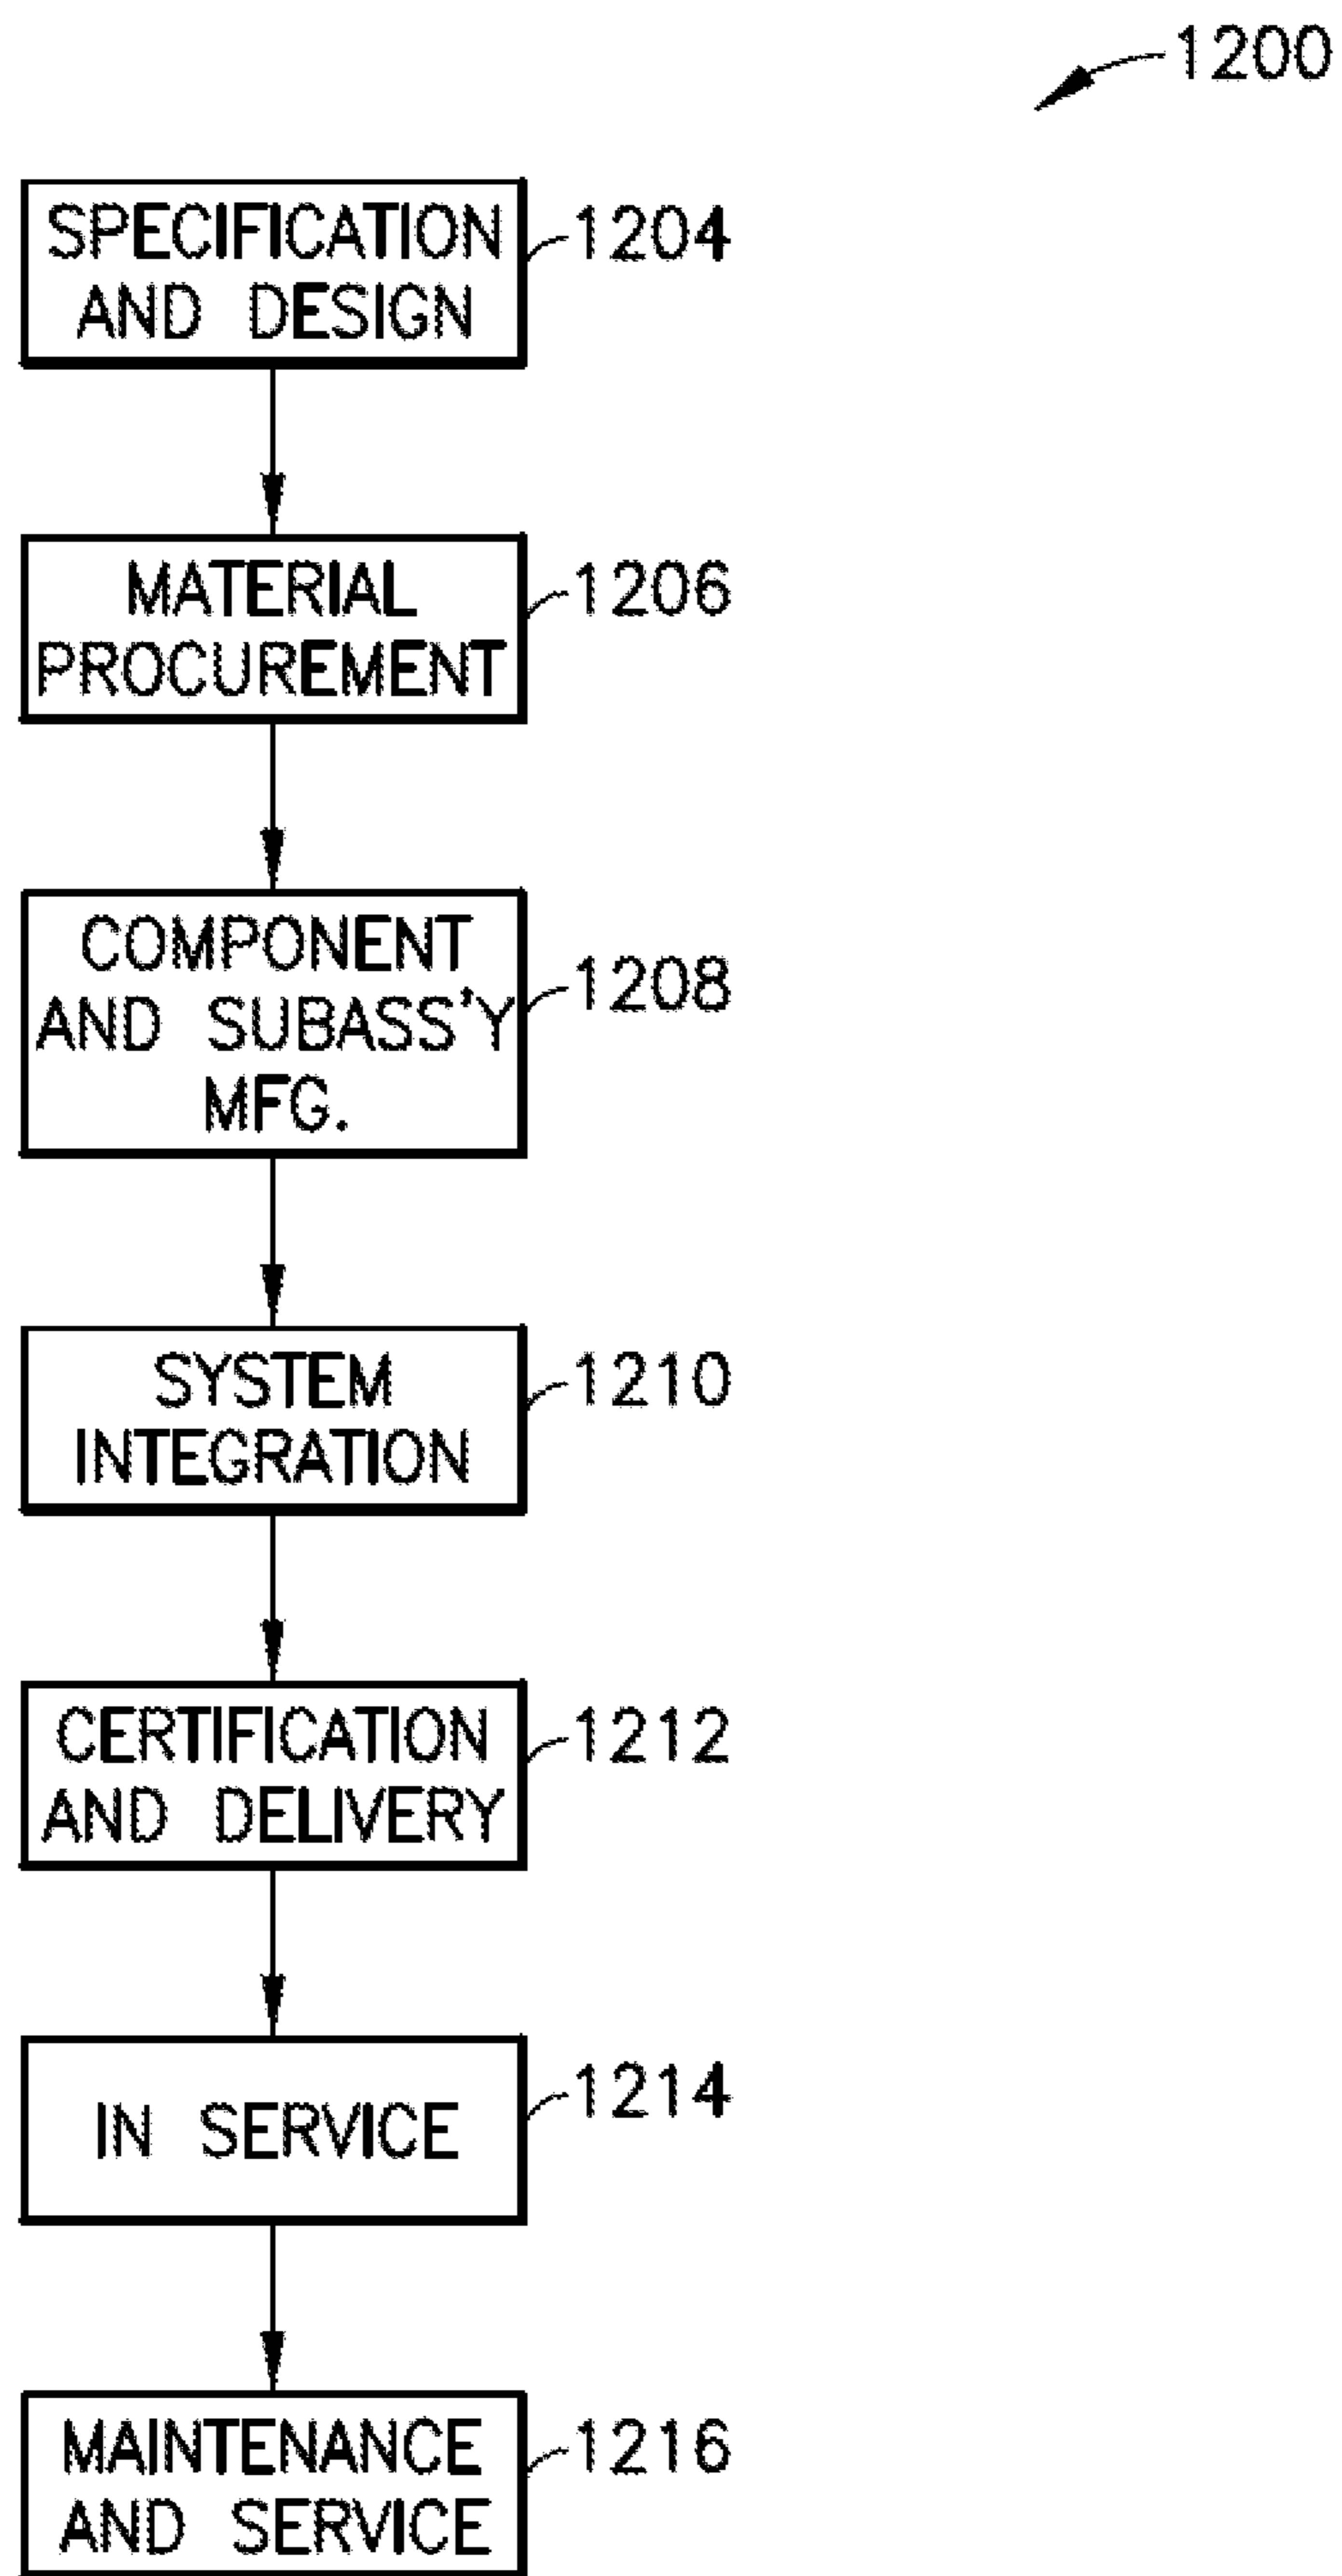 1200
SPECIFICATION
AND DESIGN
1204
MATERIAL
PROCUREMENT
1206
COMPONENT
AND SUBASS'Y
MFG.
1208
SYSTEM
INTEGRATION
1210
CERTIFICATION
AND DELIVERY
1212
IN SERVICE
1214
MAINTENANCE
AND SERVICE
1216